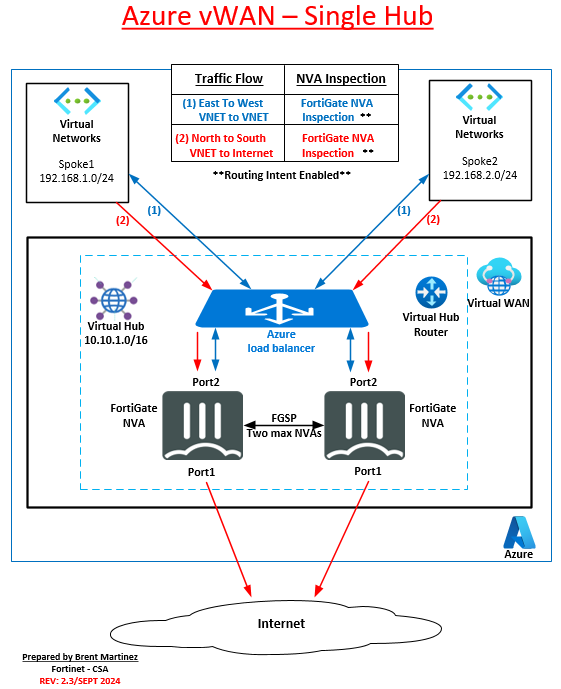 Azure vWAN – Single Hub
Traffic Flow
NVA Inspection
(1) East To West
VNET to VNET
FortiGate NVA
Inspection **
(2) North to South
VNET to Internet
FortiGate NVA
Inspection **
**Routing Intent Enabled**
Virtual
Networks
Spoke1
192.168.1.0/24
Virtual
Networks
Spoke2
192.168.2.0/24
(1)
(2)
(1)
(2)
Virtual Hub
10.10.1.0/16
Azure
load balancer
Virtual Hub
Router
Virtual WAN
Port2
Port2
FortiGate
NVA
FGSP
Two max NVAs
FortiGate
NVA
Port1
Port1
Azure
Internet
Prepared by Brent Martinez
Fortinet - CSA
REV: 2.3/SEPT 2024